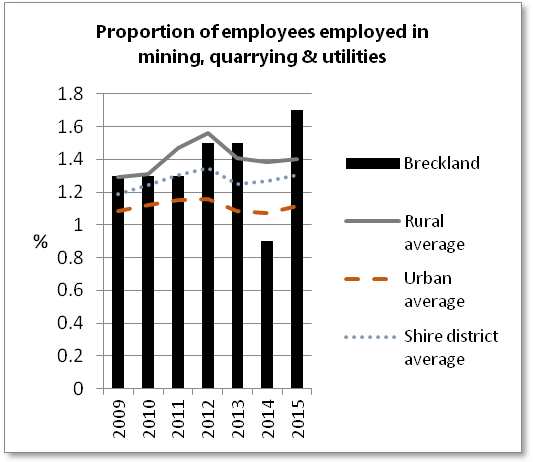 Proportion of employees employed in
mining, quarrying & utilities
1.8
1.6
1.4
1.2
1
0.8
0.6
0.4
0.2
0
%
2009
2010
2011
2012
2013
2014
2015
Breckland
Rural
average
Urban
average
Shire district
average